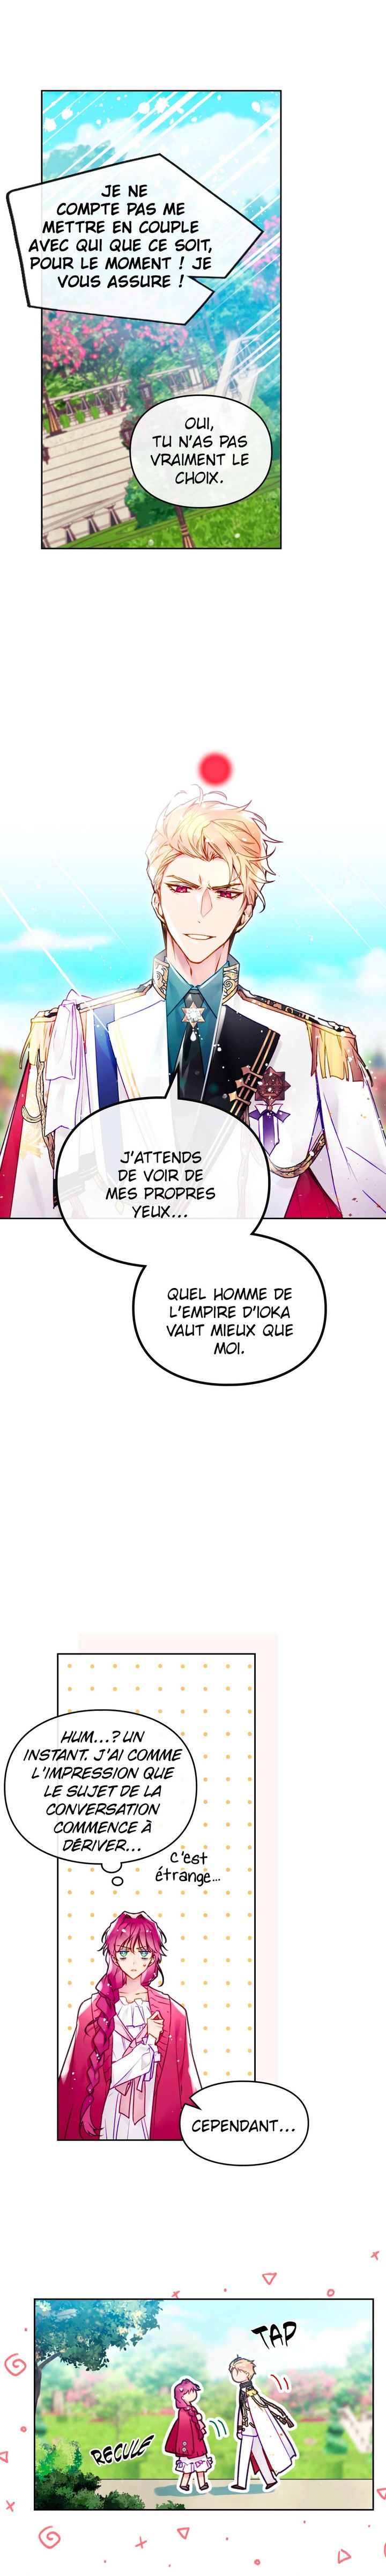 JE NE
COMPTE PAS ME
METTRE EN COUPLE
AVEC QUI QUE CE SOIT,
POUR LE MOMENT ! JE
VOUS ASSURE !
OUI,
TU N'AS PAS
VRAIMENT LE
CHOIX.
J'ATTENDS
DE VOIR DE
MES PROPRES
YEUX...
QUEL HOMME DE
L'EMPIRE D'IOKA
VAUT MIEUX QUE
MOI.
HUM...? UN
INSTANT. J'AI COMME
L'IMPRESSION QUE
LE SUJET DE LA
CONVERSATION
COMMENCE À
DÉRIVER...
C'est
étrange...
CEPENDANT...
TAP
RECULE